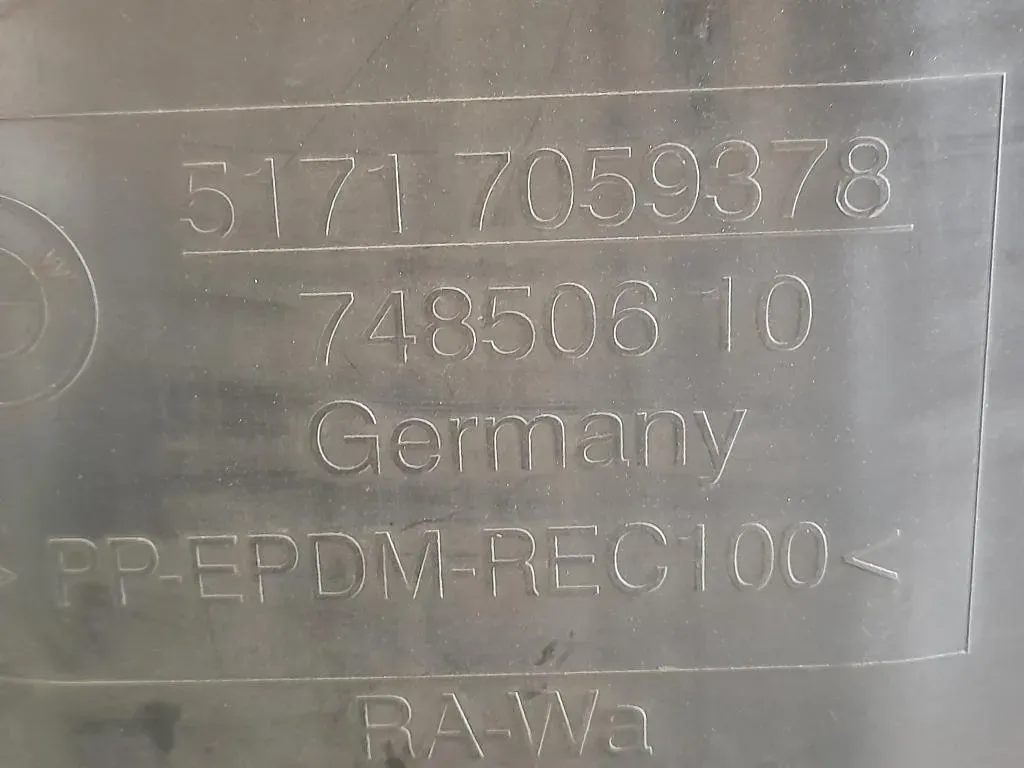 5171 7059378
748506 10
Germany
> PP-EPDM-REC100 <
RA-Wa
W